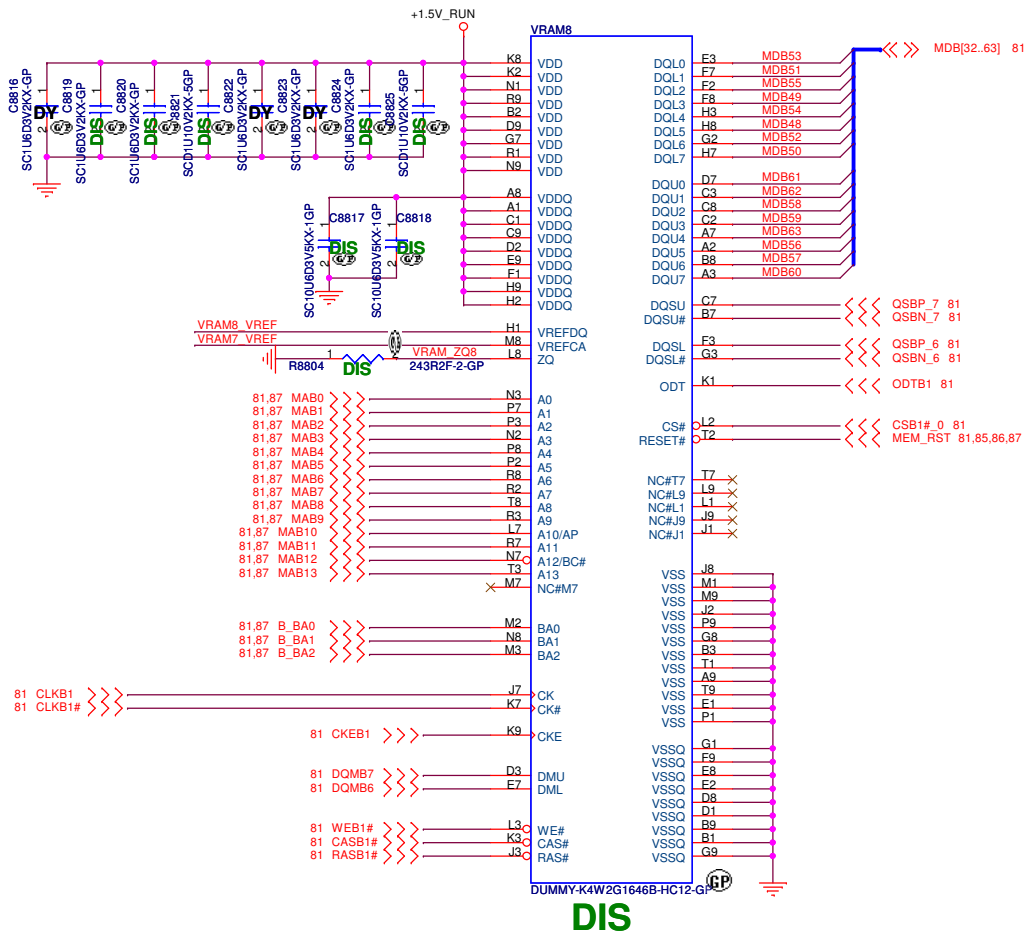 +1.5V_RUN
VRAM8
C8816
SC1U6D3V2KX-GP
DY
C8819
SC1U6D3V2KX-GP
DIS
C8820
SC1U6D3V2KX-GP
DIS
C8821
SCD1U10V2KX-5GP
DIS
C8822
SC1U6D3V2KX-GP
DY
C8823
SC1U6D3V2KX-GP
DY
C8824
SC1U6D3V2KX-GP
DIS
C8825
SCD1U10V2KX-5GP
DIS
C8817
SC10U6D3V5KX-1GP
DIS
C8818
SC10U6D3V5KX-1GP
DIS
K8 VDD
K2 VDD
N1 VDD
R9 VDD
B2 VDD
D9 VDD
G7 VDD
R1 VDD
N9 VDD
A8 VDDQ
A1 VDDQ
C1 VDDQ
C9 VDDQ
D2 VDDQ
E9 VDDQ
F1 VDDQ
H9 VDDQ
H2 VDDQ
VRAM8_VREF H1 VREFDQ
VRAM7_VREF M8 VREFCA
1 2 VRAM_ZQ8 L8 ZQ
R8804 DIS 243R2F-2-GP
81,87 MAB0 N3 A0
81,87 MAB1 P7 A1
81,87 MAB2 P3 A2
81,87 MAB3 N2 A3
81,87 MAB4 P8 A4
81,87 MAB5 P2 A5
81,87 MAB6 R8 A6
81,87 MAB7 R2 A7
81,87 MAB8 T8 A8
81,87 MAB9 R3 A9
81,87 MAB10 L7 A10/AP
81,87 MAB11 R7 A11
81,87 MAB12 N7 A12/BC#
81,87 MAB13 T3 A13
M7 NC#M7
81,87 B_BA0 M2 BA0
81,87 B_BA1 N8 BA1
81,87 B_BA2 M3 BA2
81 CLKB1 J7 CK
81 CLKB1# K7 CK#
81 CKEB1 K9 CKE
81 DQMB7 D3 DMU
81 DQMB6 E7 DML
81 WEB1# L3 WE#
81 CASB1# K3 CAS#
81 RASB1# J3 RAS#
MDB[32..63] 81
DQL0 E3 MDB53
DQL1 F7 MDB51
DQL2 F2 MDB55
DQL3 F8 MDB49
DQL4 H3 MDB54
DQL5 H8 MDB48
DQL6 G2 MDB52
DQL7 H7 MDB50
DQU0 D7 MDB61
DQU1 C3 MDB62
DQU2 C8 MDB58
DQU3 C2 MDB59
DQU4 A7 MDB63
DQU5 A2 MDB56
DQU6 B8 MDB57
DQU7 A3 MDB60
DQSU C7 QSBP_7 81
DQSU# B7 QSBN_7 81
DQSL F3 QSBP_6 81
DQSL# G3 QSBN_6 81
ODT K1 ODTB1 81
CS# L2 CSB1#_0 81
RESET# T2 MEM_RST 81,85,86,87
NC#T7 T7
NC#L9 L9
NC#L1 L1
NC#J9 J9
NC#J1 J1
VSS J8
VSS M1
VSS M9
VSS J2
VSS P9
VSS G8
VSS B3
VSS T1
VSS A9
VSS T9
VSS E1
VSS P1
VSSQ G1
VSSQ F9
VSSQ E8
VSSQ E2
VSSQ D8
VSSQ D1
VSSQ B9
VSSQ B1
VSSQ G9
DUMMY-K4W2G1646B-HC12-GP
GP
DIS